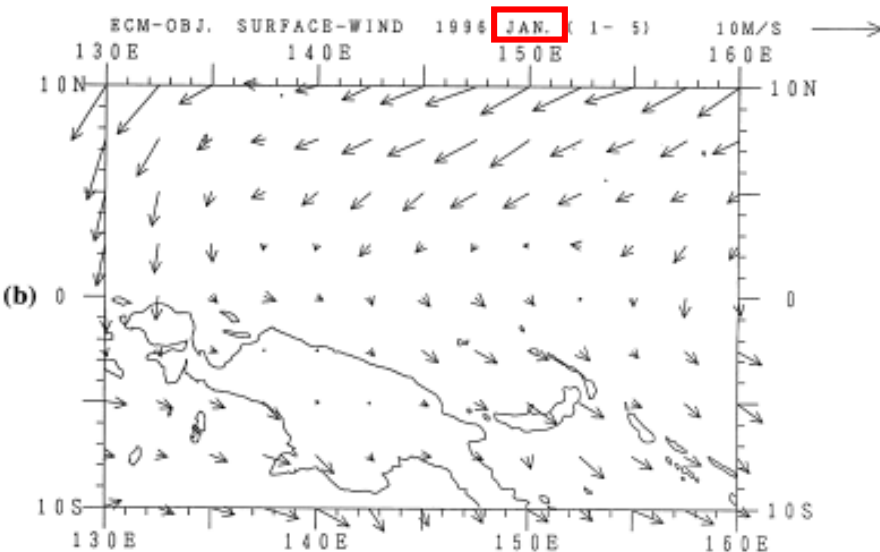 ECM-OBJ. SURFACE-WIND 1996 JAN. ( 1- 5) 10M/S
130E 140E 150E 160E
10N 10N
(b) 0 0
10S 10S
130E 140E 150E 160E